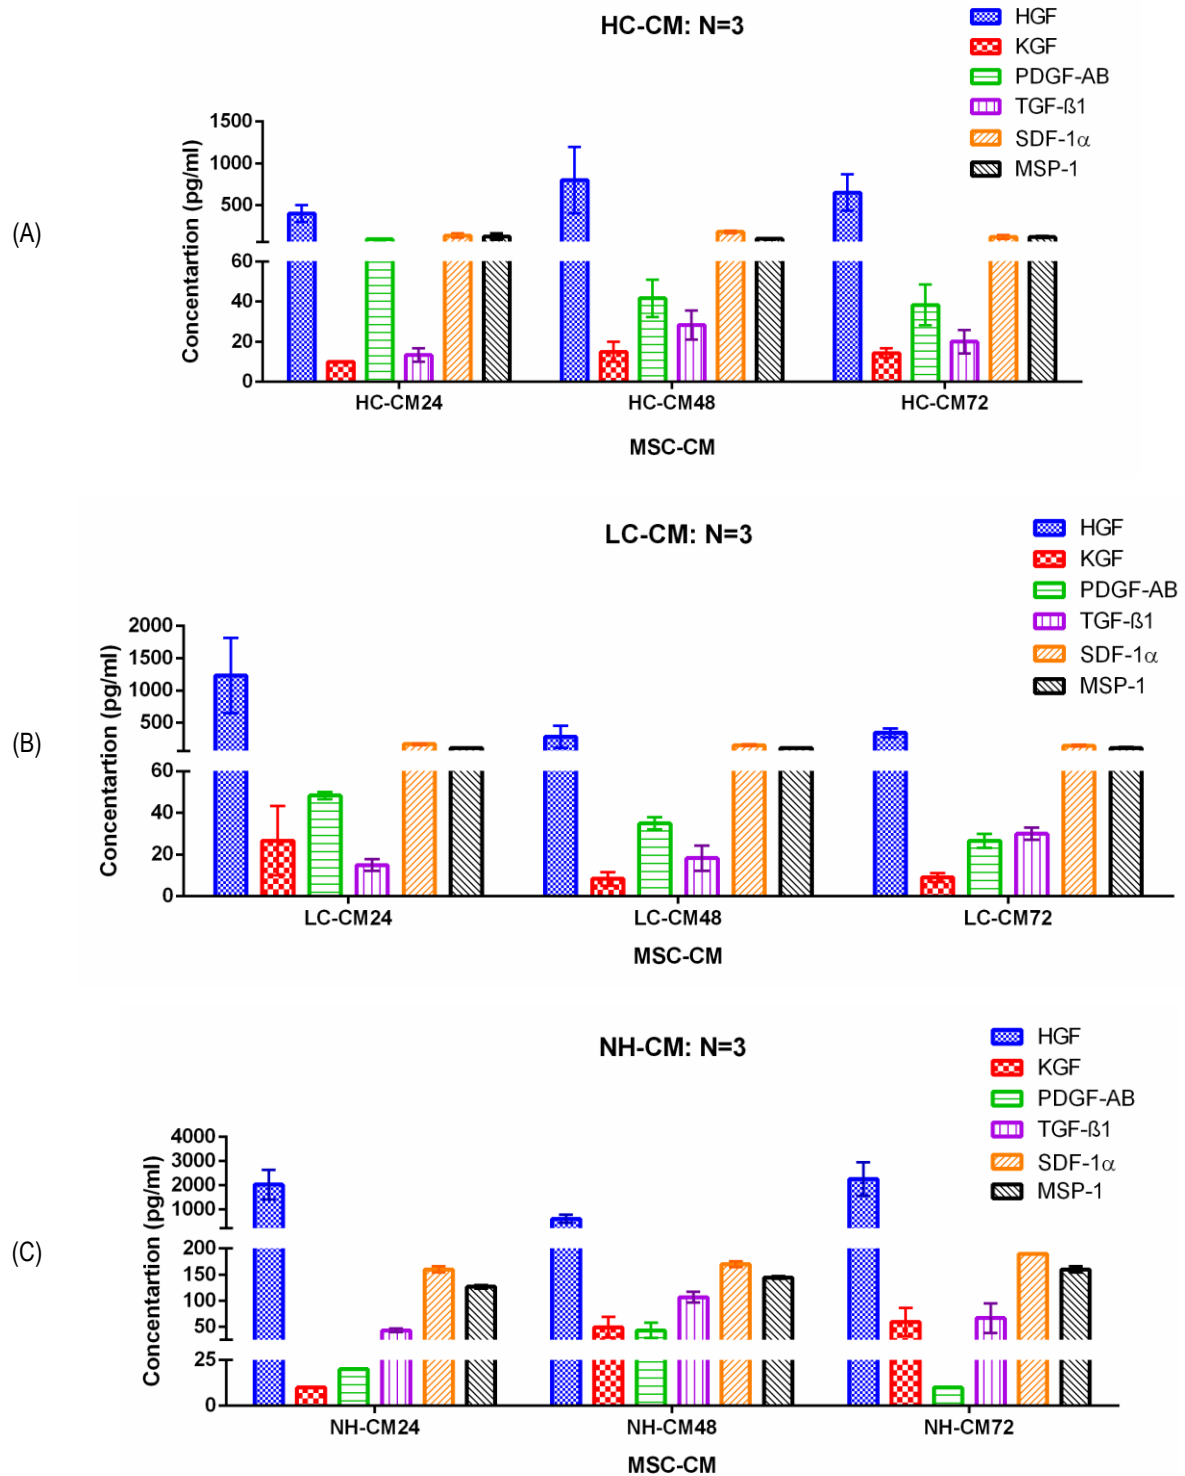 (A)
HC-CM: N=3
HGF
KGF
PDGF-AB
TGF-ß1
SDF-1α
MSP-1
Concentartion (pg/ml)
1500
1000
500
60
40
20
0
HC-CM24 HC-CM48 HC-CM72
MSC-CM
(B)
LC-CM: N=3
HGF
KGF
PDGF-AB
TGF-ß1
SDF-1α
MSP-1
Concentartion (pg/ml)
2000
1500
1000
500
60
40
20
0
LC-CM24 LC-CM48 LC-CM72
MSC-CM
(C)
NH-CM: N=3
HGF
KGF
PDGF-AB
TGF-ß1
SDF-1α
MSP-1
Concentartion (pg/ml)
4000
3000
2000
1000
200
150
100
50
25
0
NH-CM24 NH-CM48 NH-CM72
MSC-CM